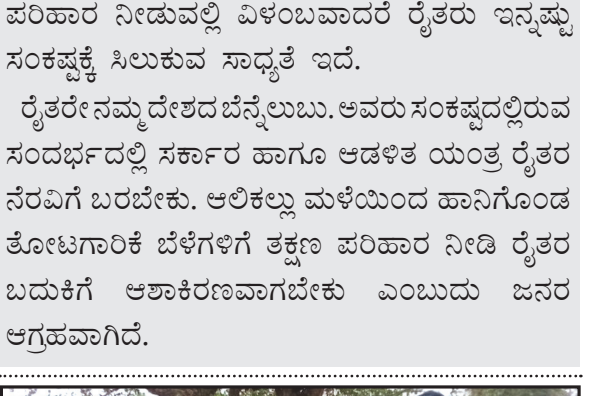 ಪರಿಹಾರ ನೀಡುವಲ್ಲಿ ವಿಳಂಬವಾದರೆ ರೈತರು ಇನ್ನಷ್ಟು
ಸಂಕಷ್ಟಕ್ಕೆ ಸಿಲುಕುವ ಸಾಧ್ಯತೆ ಇದೆ.
ರೈತರೇ ನಮ್ಮ ದೇಶದ ಬೆನ್ನೆಲುಬು. ಅವರು ಸಂಕಷ್ಟದಲ್ಲಿರುವ
ಸಂದರ್ಭದಲ್ಲಿ ಸರ್ಕಾರ ಹಾಗೂ ಆಡಳಿತ ಯಂತ್ರ ರೈತರ
ನೆರವಿಗೆ ಬರಬೇಕು. ಆಲಿಕಲ್ಲು ಮಳೆಯಿಂದ ಹಾನಿಗೊಂಡ
ತೋಟಗಾರಿಕೆ ಬೆಳೆಗಳಿಗೆ ತಕ್ಷಣ ಪರಿಹಾರ ನೀಡಿ ರೈತರ
ಬದುಕಿಗೆ ಆಶಾಕಿರಣವಾಗಬೇಕು ಎಂಬುದು ಜನರ
ಆಗ್ರಹವಾಗಿದೆ.